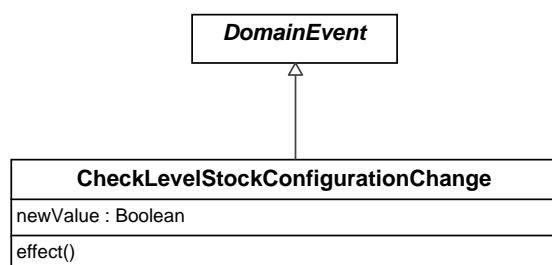 DomainEvent
CheckLevelStockConfigurationChange
newValue : Boolean
effect()